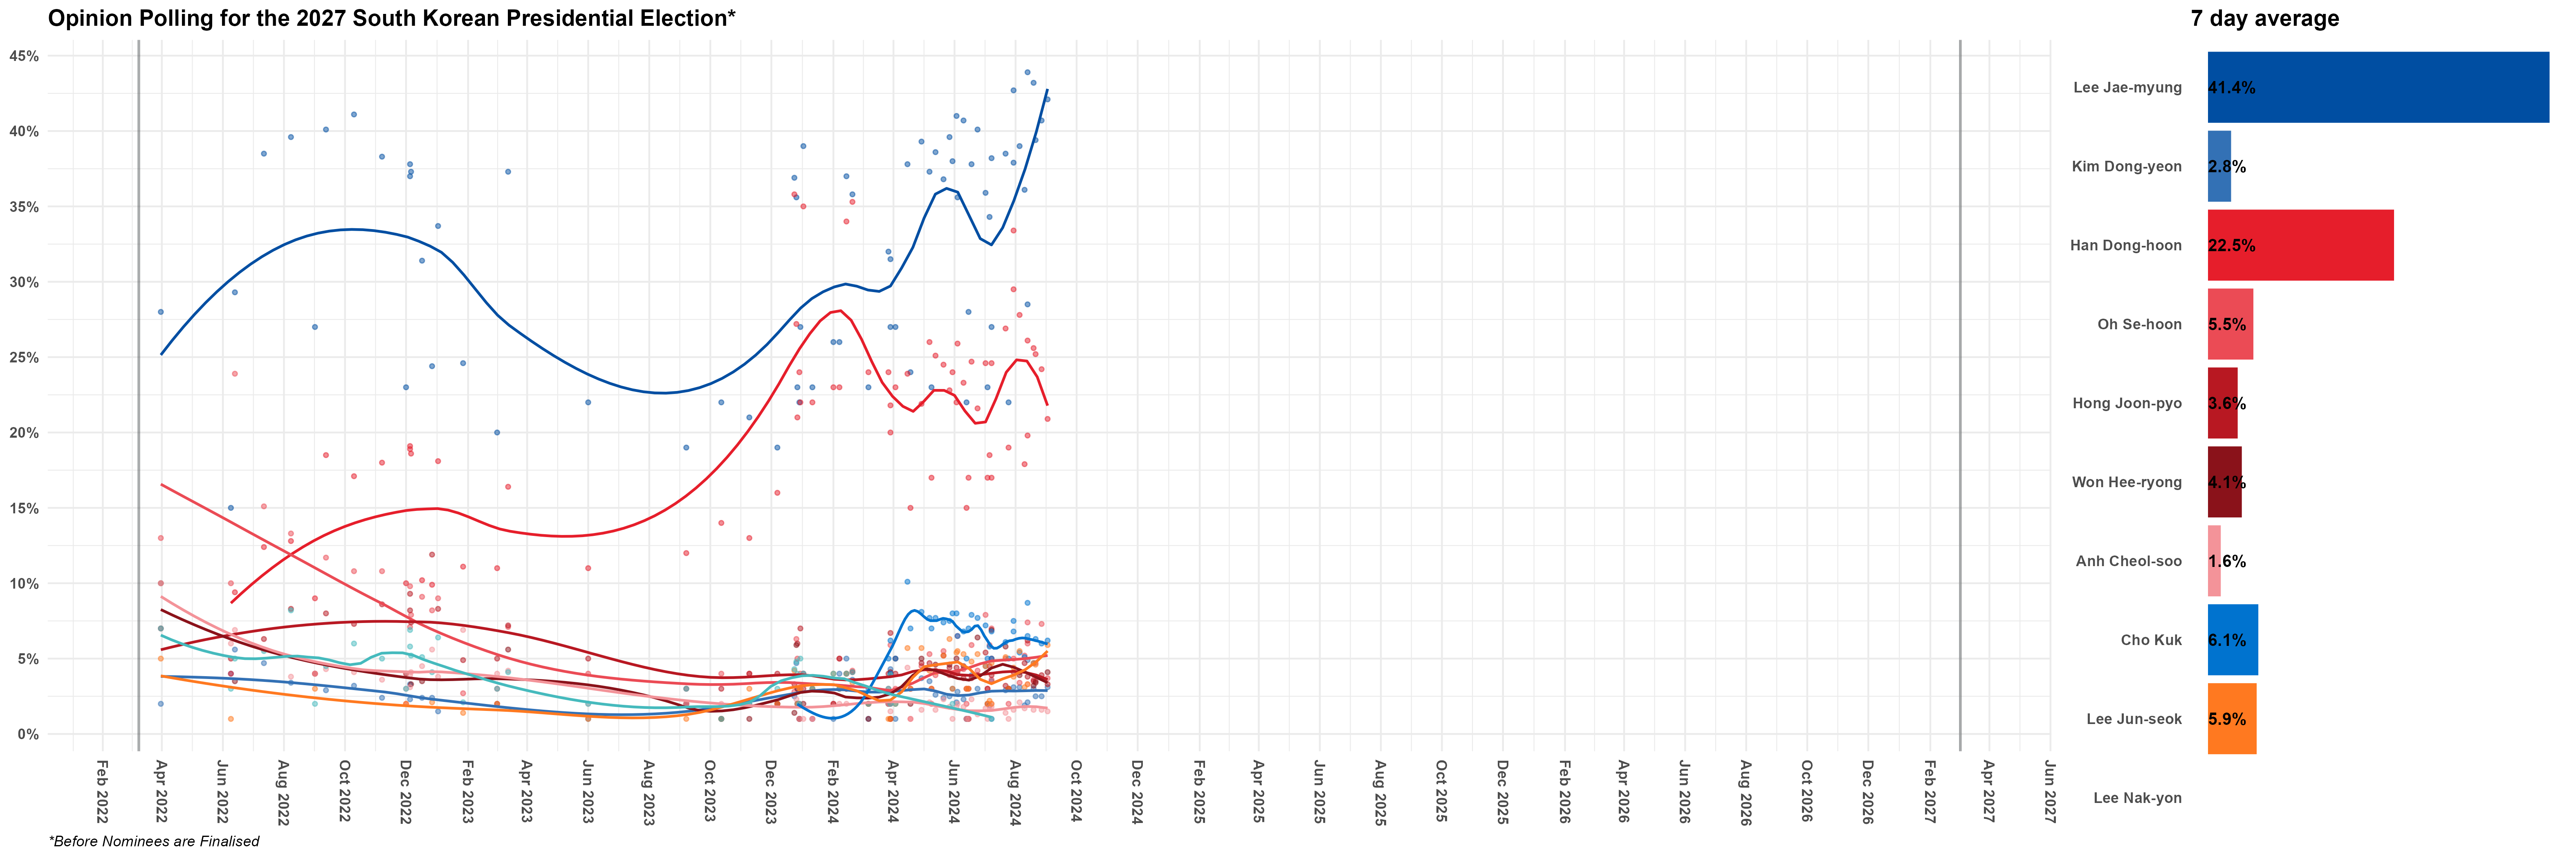 Opinion Polling for the 2027 South Korean Presidential Election*
7 day average
45%
40%
35%
30%
25%
20%
15%
10%
5%
0%
Feb 2022
Apr 2022
Jun 2022
Aug 2022
Oct 2022
Dec 2022
Feb 2023
Apr 2023
Jun 2023
Aug 2023
Oct 2023
Dec 2023
Feb 2024
Apr 2024
Jun 2024
Aug 2024
Oct 2024
Dec 2024
Feb 2025
Apr 2025
Jun 2025
Aug 2025
Oct 2025
Dec 2025
Feb 2026
Apr 2026
Jun 2026
Aug 2026
Oct 2026
Dec 2026
Feb 2027
Apr 2027
Jun 2027
*Before Nominees are Finalised
Lee Jae-myung 41.4%
Kim Dong-yeon 2.8%
Han Dong-hoon 22.5%
Oh Se-hoon 5.5%
Hong Joon-pyo 3.6%
Won Hee-ryong 4.1%
Anh Cheol-soo 1.6%
Cho Kuk 6.1%
Lee Jun-seok 5.9%
Lee Nak-yon